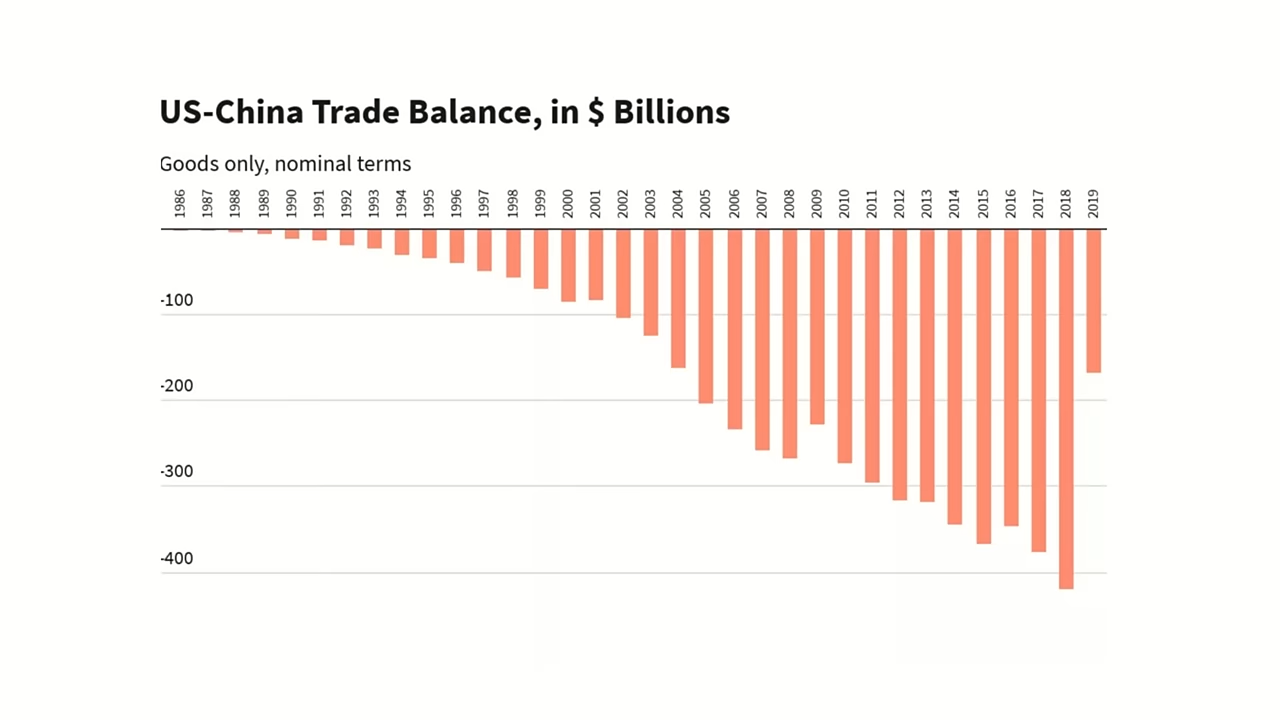 US-China Trade Balance, in $ Billions
Goods only, nominal terms
1986 1987 1988 1989 1990 1991 1992 1993 1994 1995 1996 1997 1998 1999 2000 2001 2002 2003 2004 2005 2006 2007 2008 2009 2010 2011 2012 2013 2014 2015 2016 2017 2018 2019
-100
-200
-300
-400